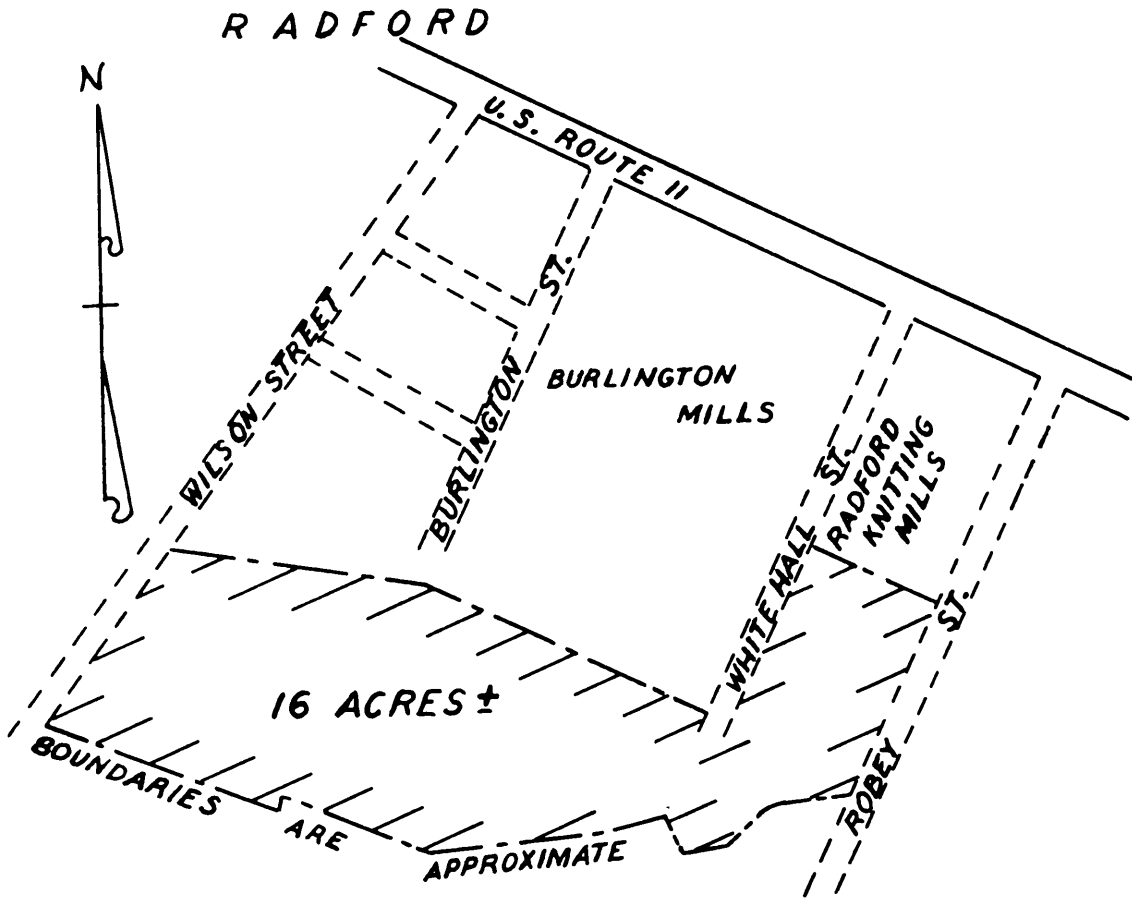 RADFORD
N
U.S. ROUTE 11
WILSON STREET
BURLINGTON ST.
BURLINGTON
MILLS
WHITE HALL ST.
RADFORD
KNITTING
MILLS
ROBEY ST.
16 ACRES ±
BOUNDARIES ARE APPROXIMATE